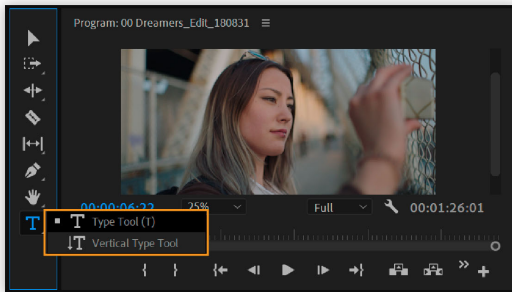 Program: 00 Dreamers_Edit_180831
00:00:06:22 25% Full 00:01:26:01
T Type Tool (T)
T Vertical Type Tool